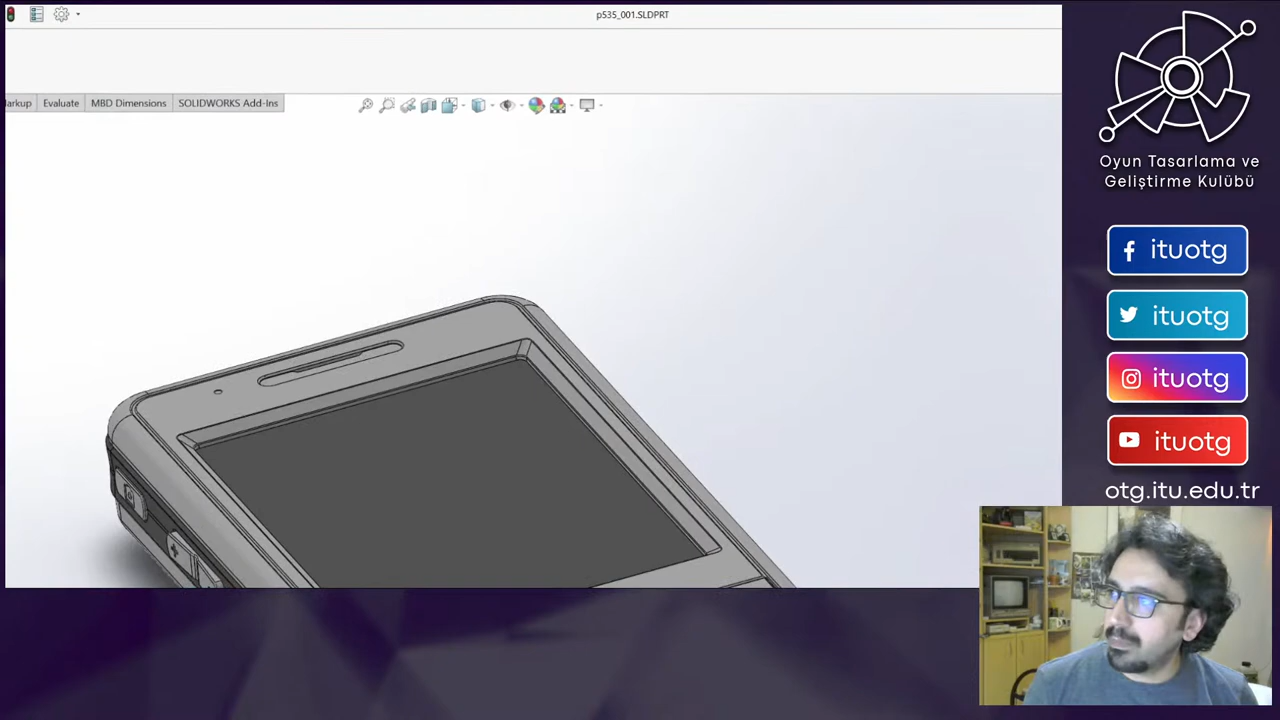 p535_001.SLDPRT
arkup
Evaluate
MBD Dimensions
SOLIDWORKS Add-Ins
Oyun Tasarlama ve
Geliştirme Kulübü
ituotg
ituotg
ituotg
ituotg
otg.itu.edu.tr